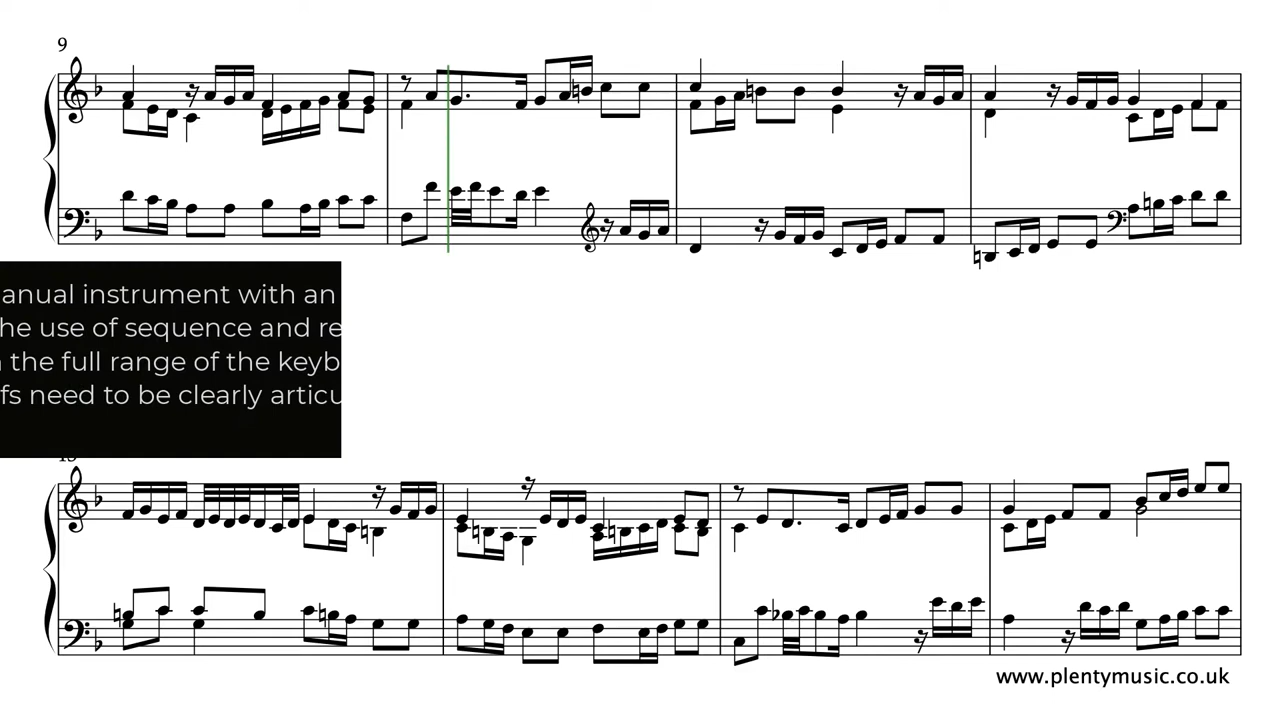 9
anual instrument with an
he use of sequence and re
the full range of the keyb
fs need to be clearly articu
www.plentymusic.co.uk